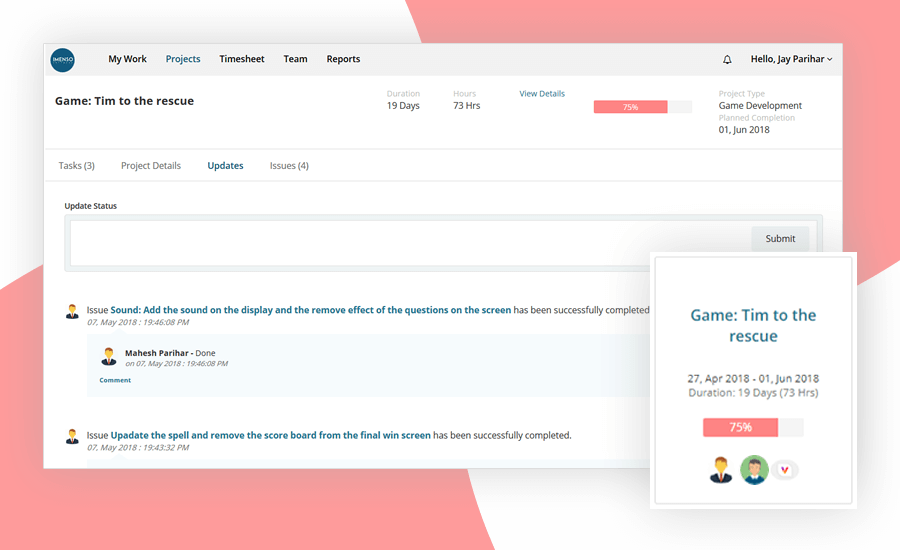 IMENSO
My Work Projects Timesheet Team Reports
Hello, Jay Parihar
Game: Tim to the rescue
Duration
19 Days
Hours
73 Hrs
View Details
75%
Project Type
Game Development
Planned Completion
01, Jun 2018
Tasks (3) Project Details Updates Issues (4)
Update Status
Submit
Issue Sound: Add the sound on the display and the remove effect of the questions on the screen has been successfully completed
07, May 2018 : 19:46:08 PM
Mahesh Parihar - Done
on 07, May 2018 : 19:46:08 PM
Comment
Issue Upadate the spell and remove the score board from the final win screen has been successfully completed.
07, May 2018 : 19:43:32 PM
Game: Tim to the
rescue
27, Apr 2018 - 01, Jun 2018
Duration: 19 Days (73 Hrs)
75%